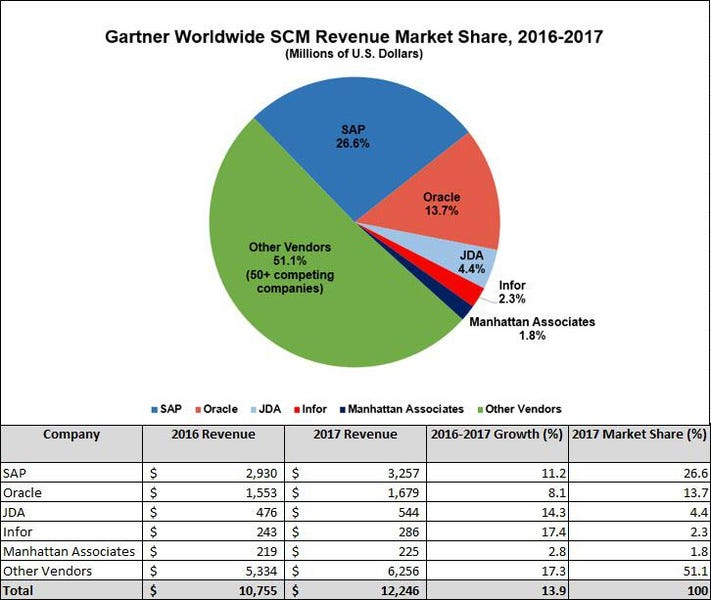 Gartner Worldwide SCM Revenue Market Share, 2016-2017
(Millions of U.S. Dollars)
SAP
26.6%
Oracle
13.7%
JDA
4.4%
Infor
2.3%
Manhattan Associates
1.8%
Other Vendors
51.1%
(50+ competing
companies)
SAP Oracle JDA Infor Manhattan Associates Other Vendors
Company 2016 Revenue 2017 Revenue 2016-2017 Growth (%) 2017 Market Share (%)
SAP $ 2,930 $ 3,257 11.2 26.6
Oracle $ 1,553 $ 1,679 8.1 13.7
JDA $ 476 $ 544 14.3 4.4
Infor $ 243 $ 286 17.4 2.3
Manhattan Associates $ 219 $ 225 2.8 1.8
Other Vendors $ 5,334 $ 6,256 17.3 51.1
Total $ 10,755 $ 12,246 13.9 100